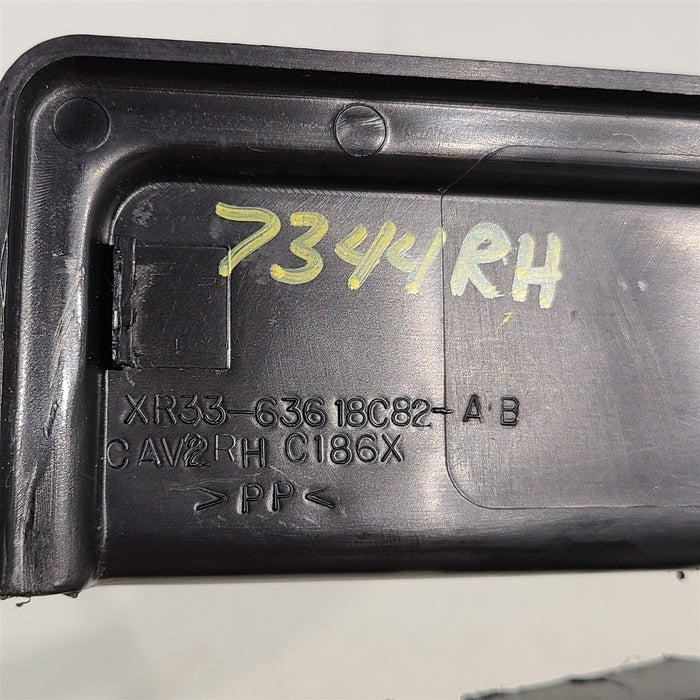 7344RH
XR33-63618C82-AB
CAV2RH C186X
>PP<